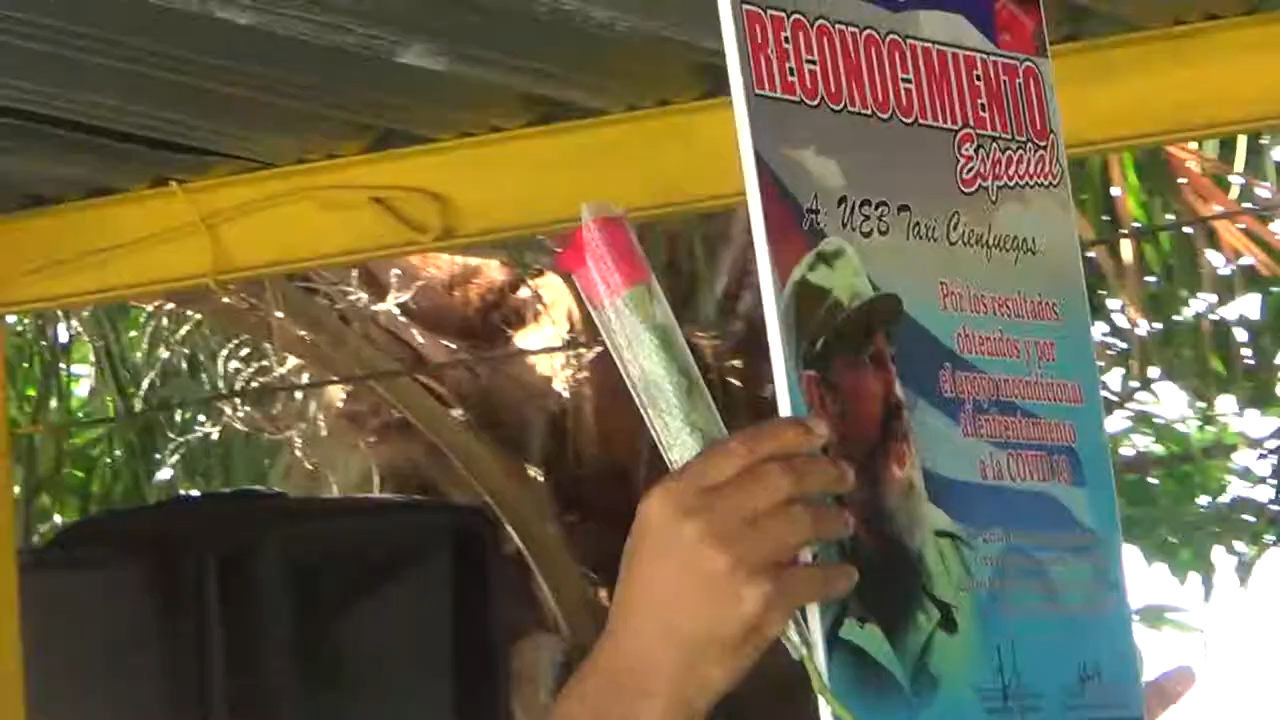 RECONOCIMIENTO
Especial
A: UEB Taxi Cienfuegos.
Por los resultados
obtenidos y por
el apoyo incondicional
al enfrentamiento
a la COVID 19